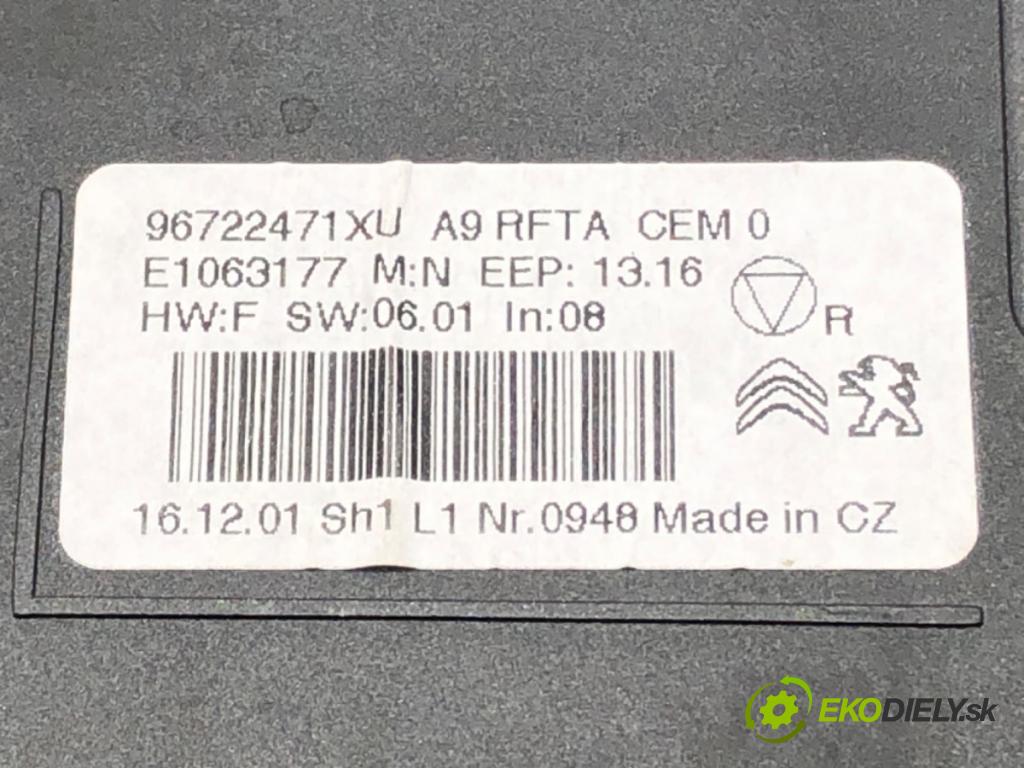 96722471XU A9 RFTA CEM 0
E1063177 M:N EEP: 13.16
HW:F SW:06.01 In:08
R
16.12.01 Sh1 L1 Nr.0948 Made in CZ
EKODIELY.sk